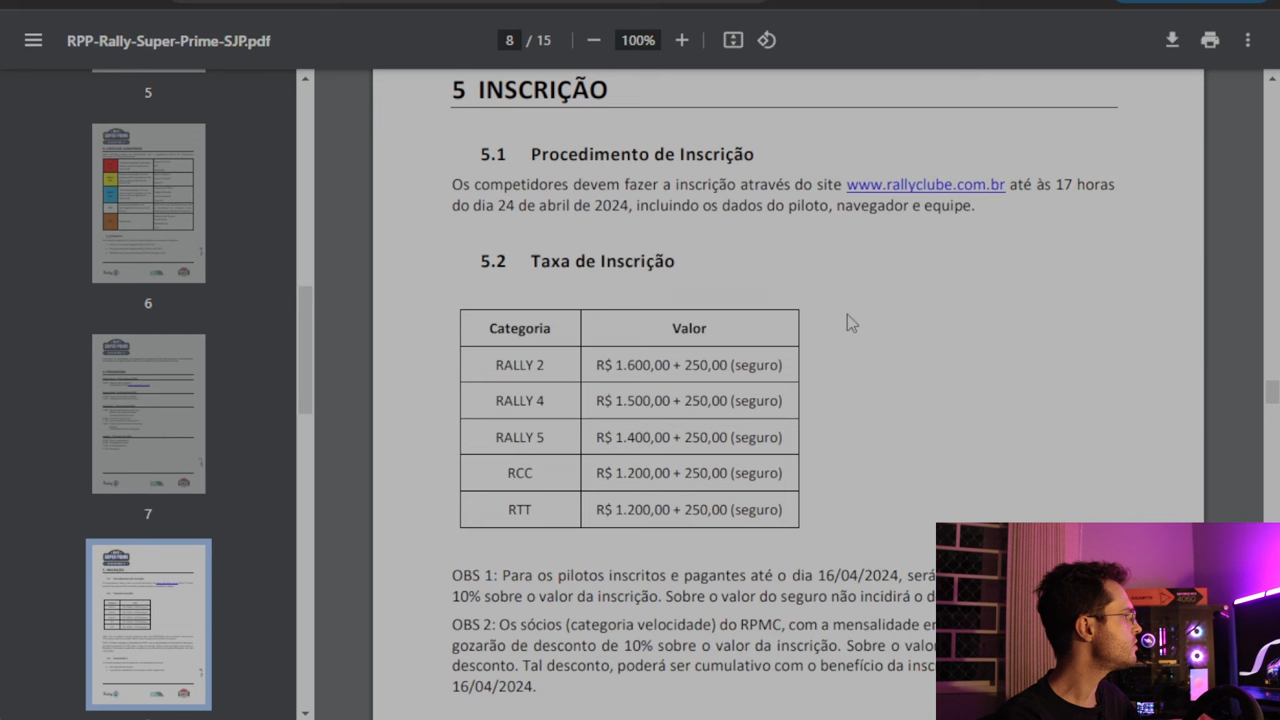 RPP-Rally-Super-Prime-SJP.pdf
8 / 15
100%
5
6
7
5 INSCRIÇÃO
5.1 Procedimento de Inscrição
Os competidores devem fazer a inscrição através do site www.rallyclube.com.br até às 17 horas
do dia 24 de abril de 2024, incluindo os dados do piloto, navegador e equipe.
5.2 Taxa de Inscrição
Categoria Valor
RALLY 2 R$ 1.600,00 + 250,00 (seguro)
RALLY 4 R$ 1.500,00 + 250,00 (seguro)
RALLY 5 R$ 1.400,00 + 250,00 (seguro)
RCC R$ 1.200,00 + 250,00 (seguro)
RTT R$ 1.200,00 + 250,00 (seguro)
OBS 1: Para os pilotos inscritos e pagantes até o dia 16/04/2024, será
10% sobre o valor da inscrição. Sobre o valor do seguro não incidirá o d
OBS 2: Os sócios (categoria velocidade) do RPMC, com a mensalidade
gozarão de desconto de 10% sobre o valor da inscrição. Sobre o valo
desconto. Tal desconto, poderá ser cumulativo com o benefício da insc
16/04/2024.